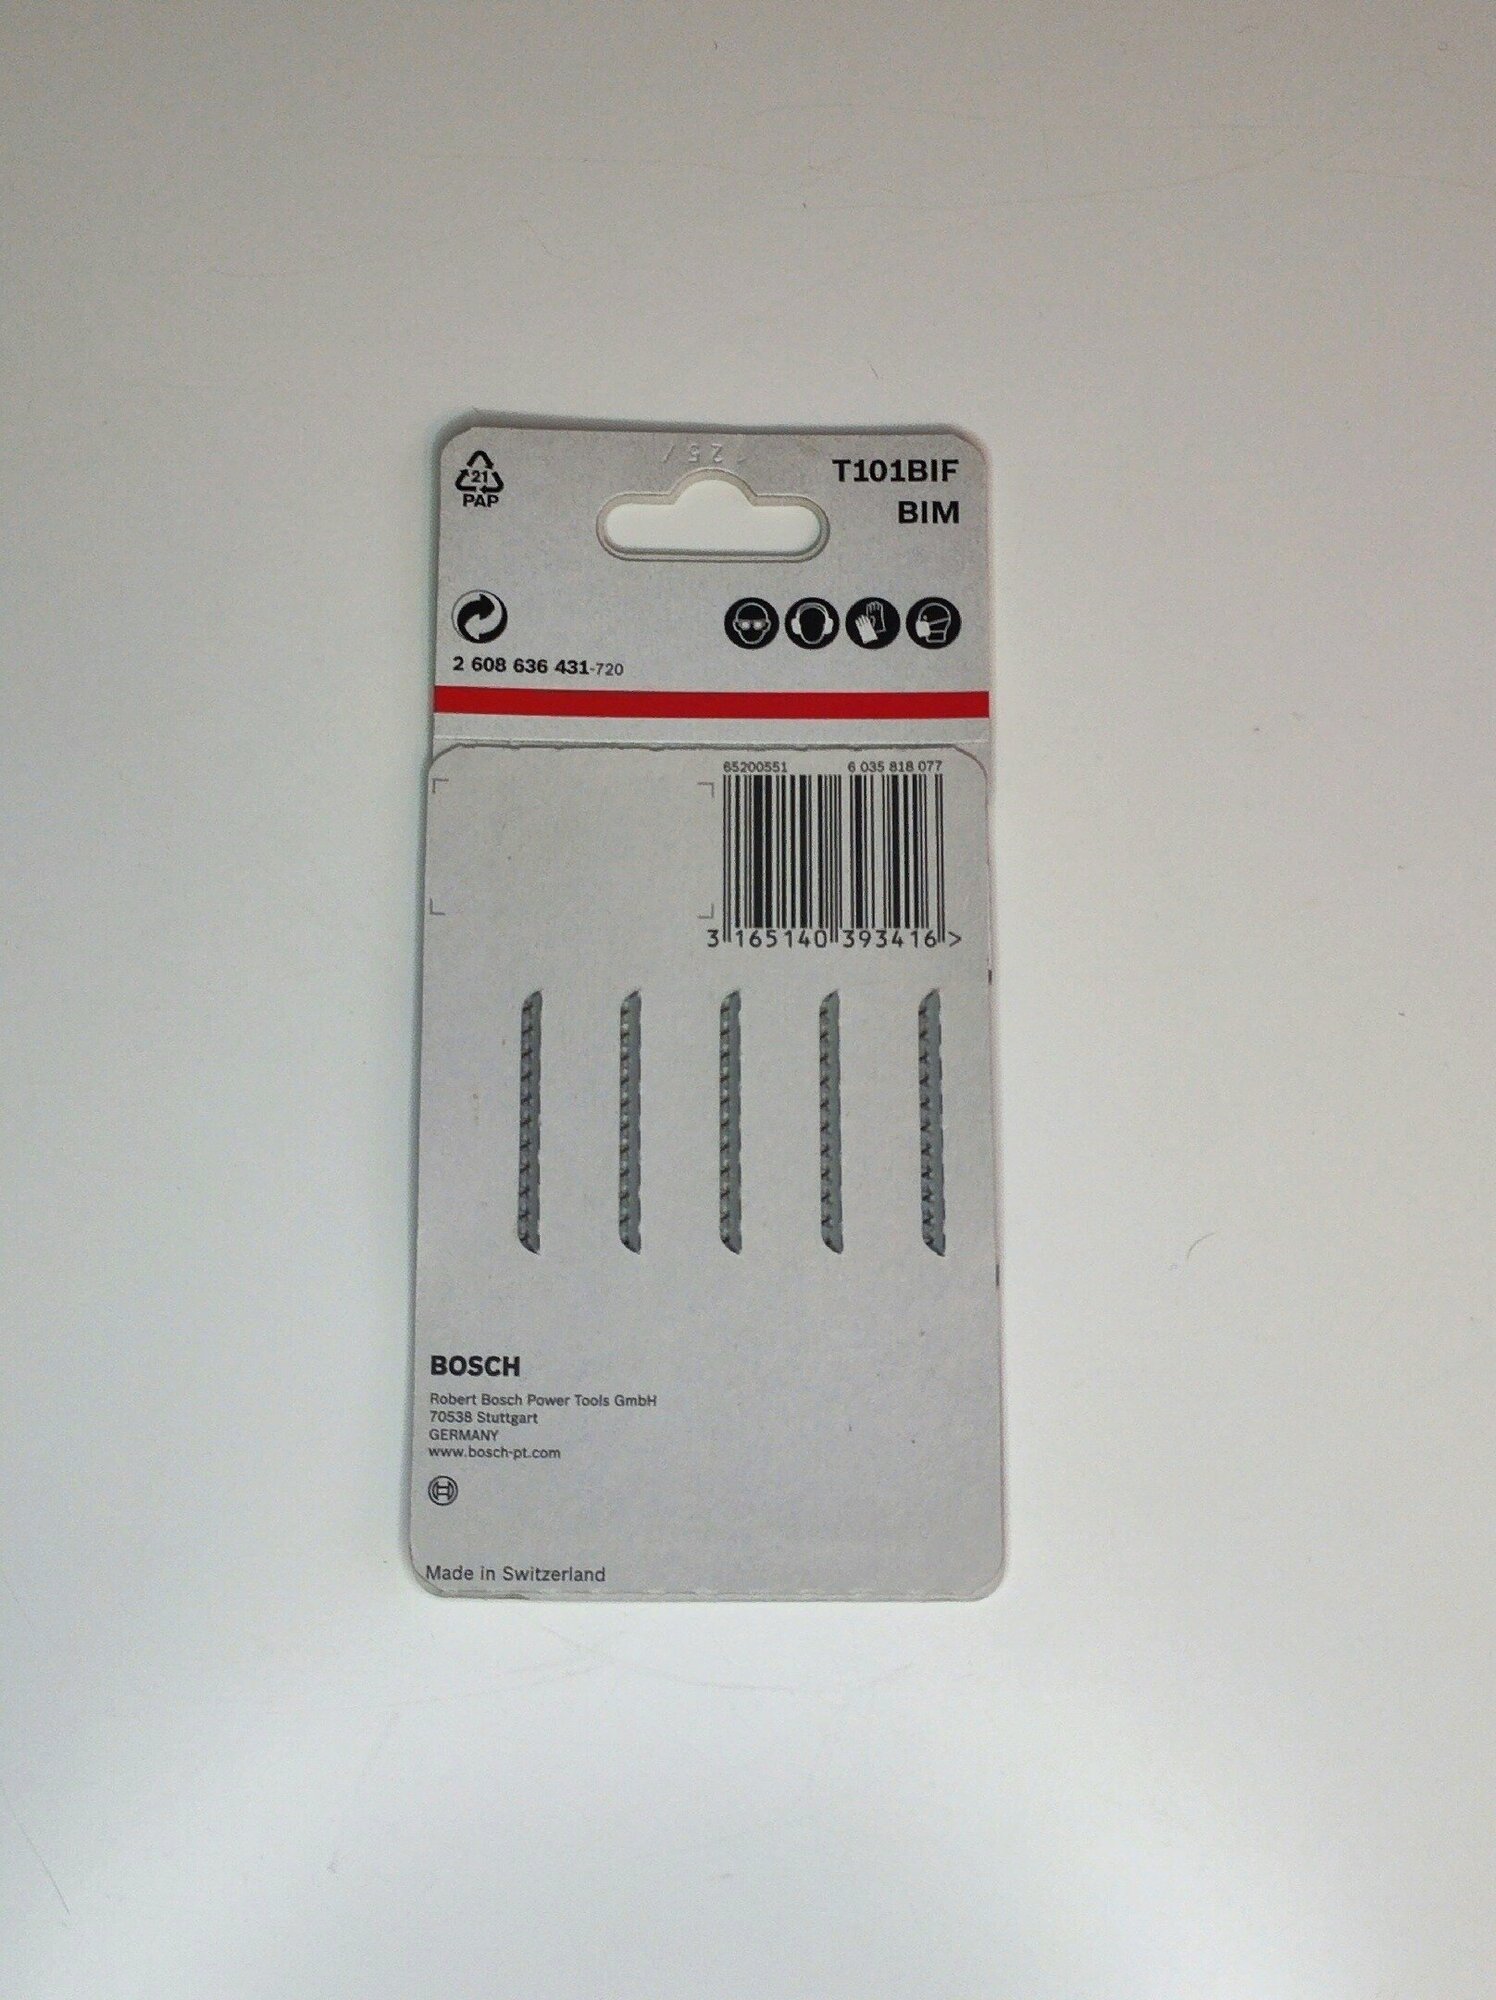 T101BIF
BIM
21
PAP
2 608 636 431-720
65200551 6 035 818 077
3 165140 393416 >
BOSCH
Robert Bosch Power Tools GmbH
70538 Stuttgart
GERMANY
www.bosch-pt.com
Made in Switzerland